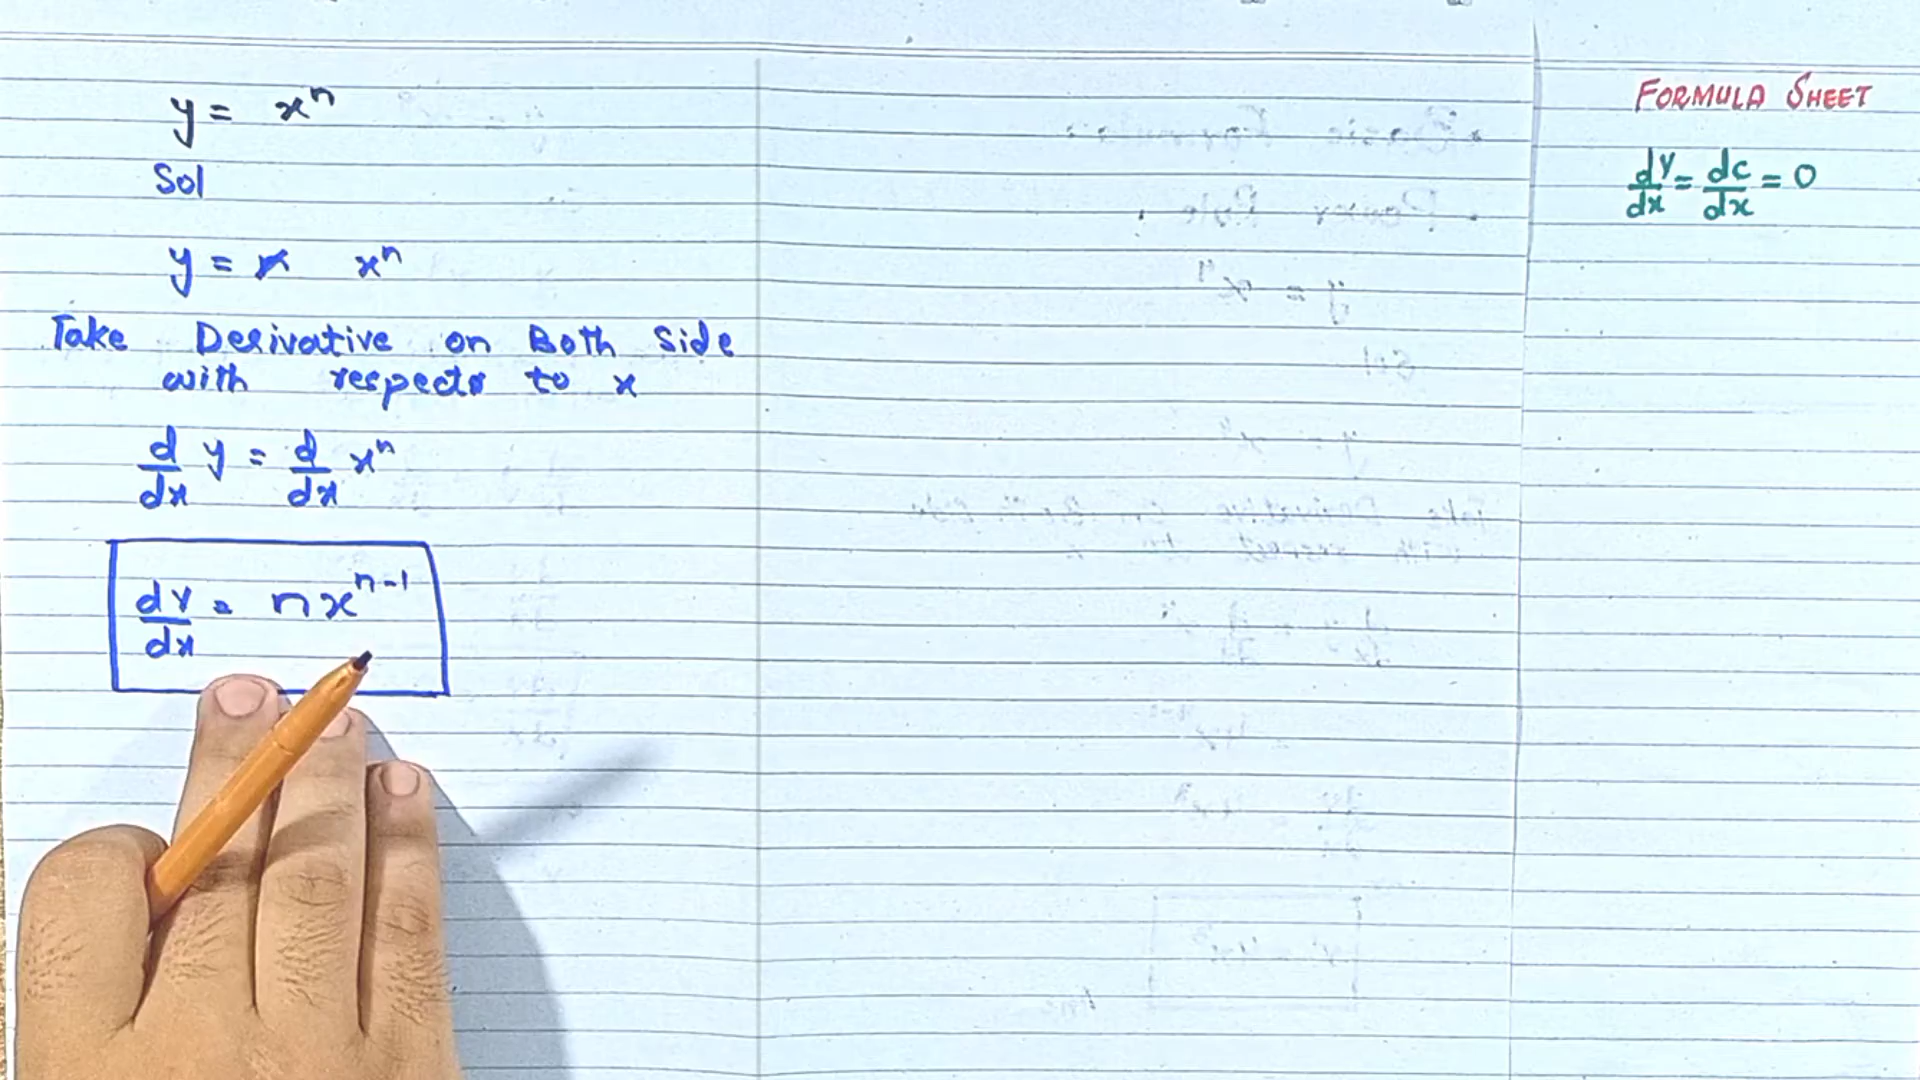 y = xⁿ
Sol
y = xⁿ
Take Derivative on Both Side
with respects to x
d/dx y = d/dx xⁿ
dy/dx = nxⁿ⁻¹
FORMULA SHEET
dy/dx = dc/dx = 0